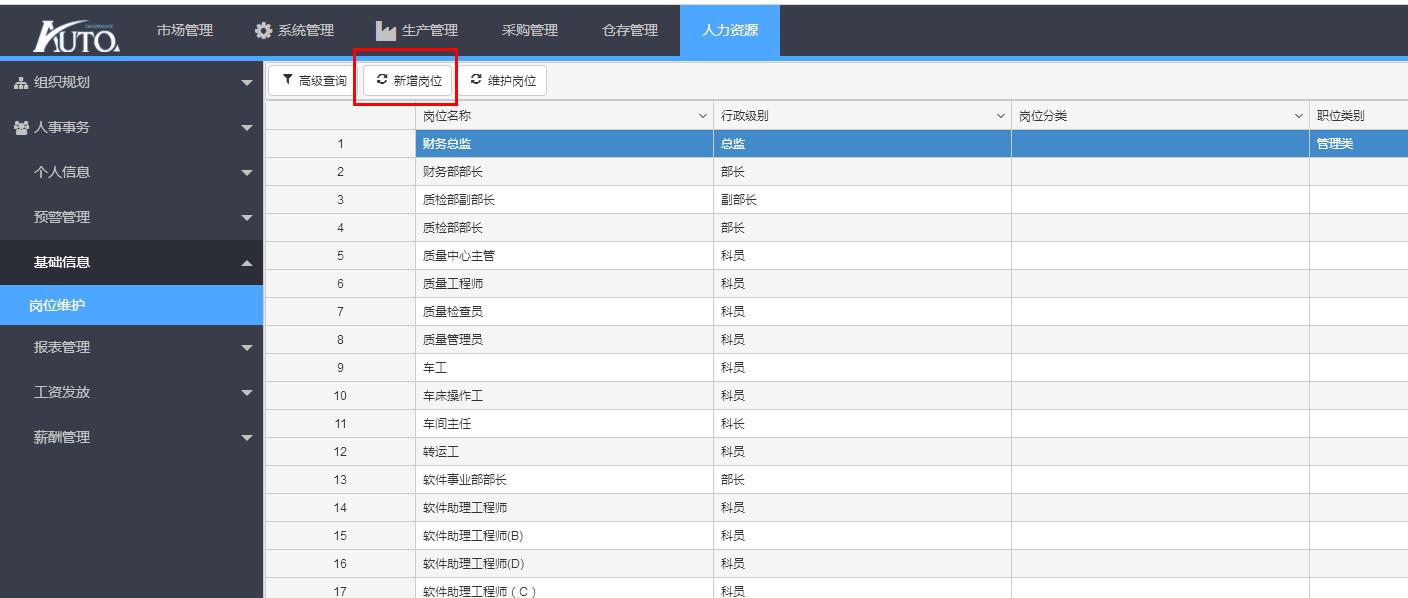 AUTO. 市场管理 系统管理 生产管理 采购管理 仓存管理 人力资源
组织规划
人事事务
个人信息
预警管理
基础信息
岗位维护
报表管理
工资发放
薪酬管理
高级查询 新增岗位 维护岗位
岗位名称 行政级别 岗位分类 职位类别
1 财务总监 总监 管理类
2 财务部部长 部长
3 质检部副部长 副部长
4 质检部部长 部长
5 质量中心主管 科员
6 质量工程师 科员
7 质量检查员 科员
8 质量管理员 科员
9 车工 科员
10 车床操作工 科员
11 车间主任 科长
12 转运工 科员
13 软件事业部部长 部长
14 软件助理工程师 科员
15 软件助理工程师(B) 科员
16 软件助理工程师(D) 科员
17 软件助理工程师（C） 科员